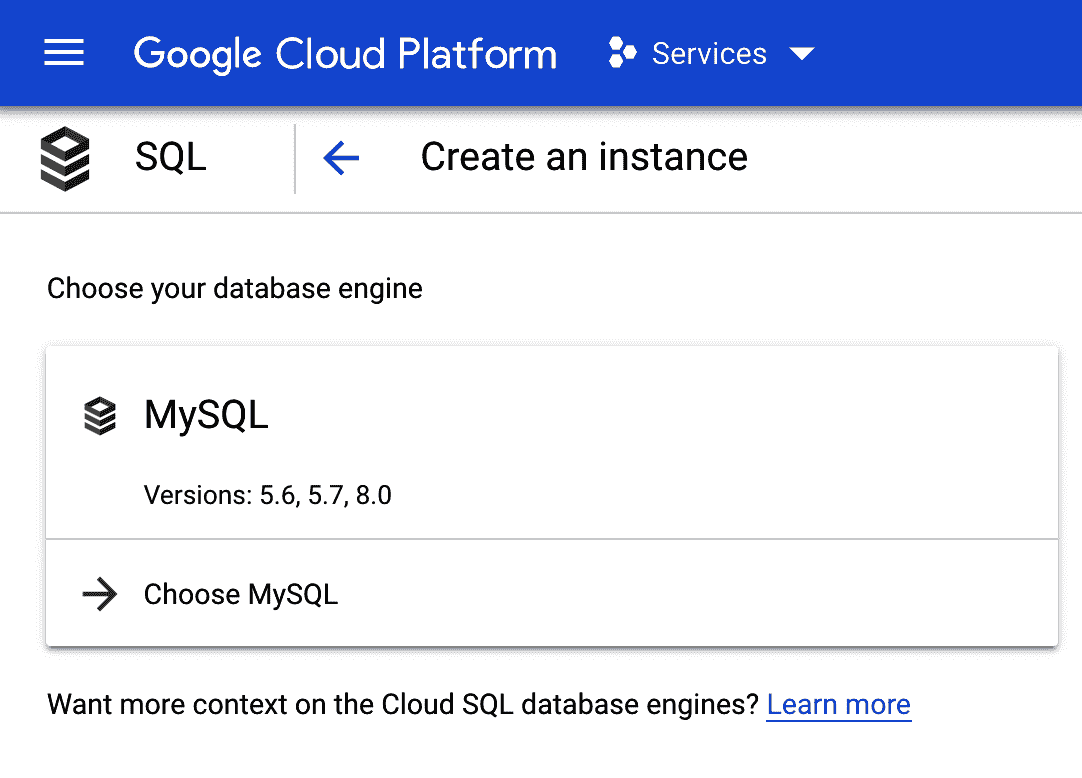 Google Cloud Platform Services
SQL Create an instance
Choose your database engine
MySQL
Versions: 5.6, 5.7, 8.0
Choose MySQL
Want more context on the Cloud SQL database engines? Learn more